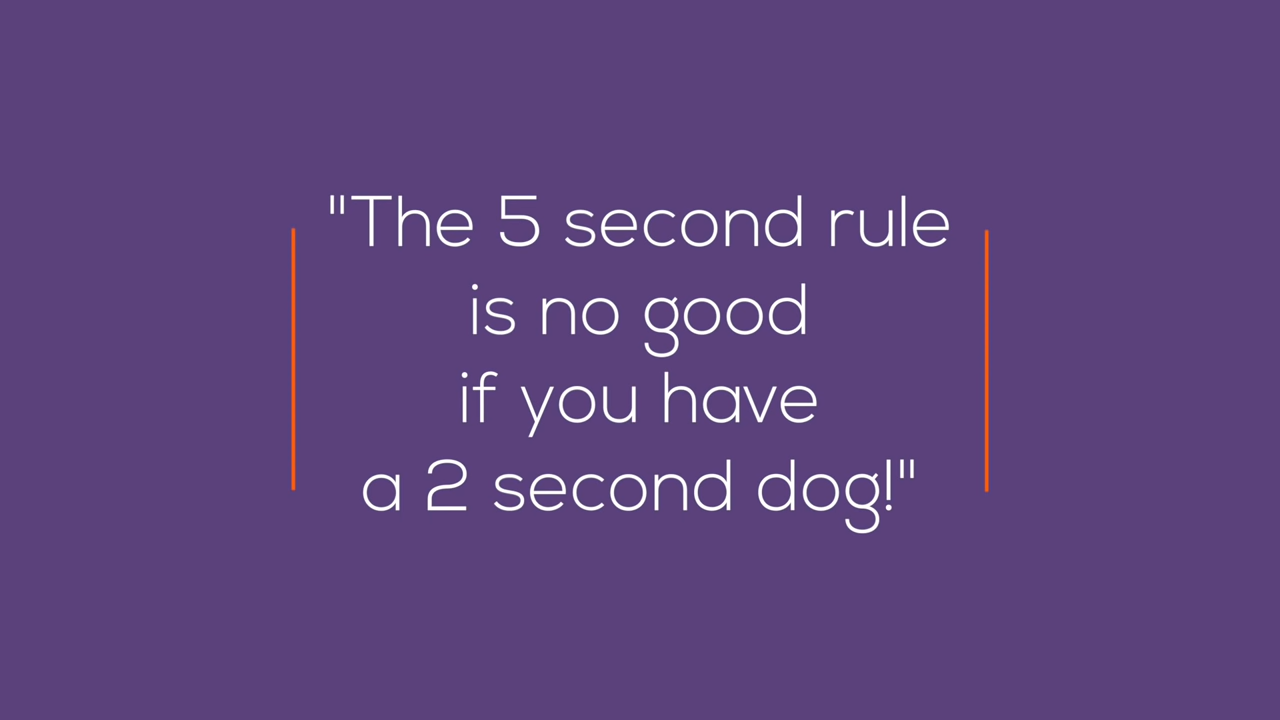 "The 5 second rule
is no good
if you have
a 2 second dog!"